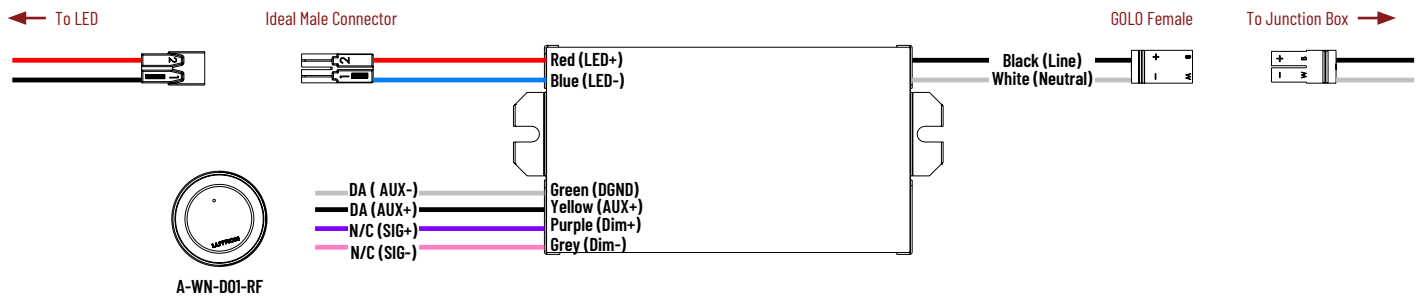 To LED
Ideal Male Connector
GOLO Female
To Junction Box
2
1
2
1
Red (LED+)
Blue (LED-)
Black (Line)
White (Neutral)
+ B
- W
+ B
- W
DA ( AUX-)
DA (AUX+)
N/C (SIG+)
N/C (SIG-)
Green (DGND)
Yellow (AUX+)
Purple (Dim+)
Grey (Dim-)
LUTRON
A-WN-D01-RF